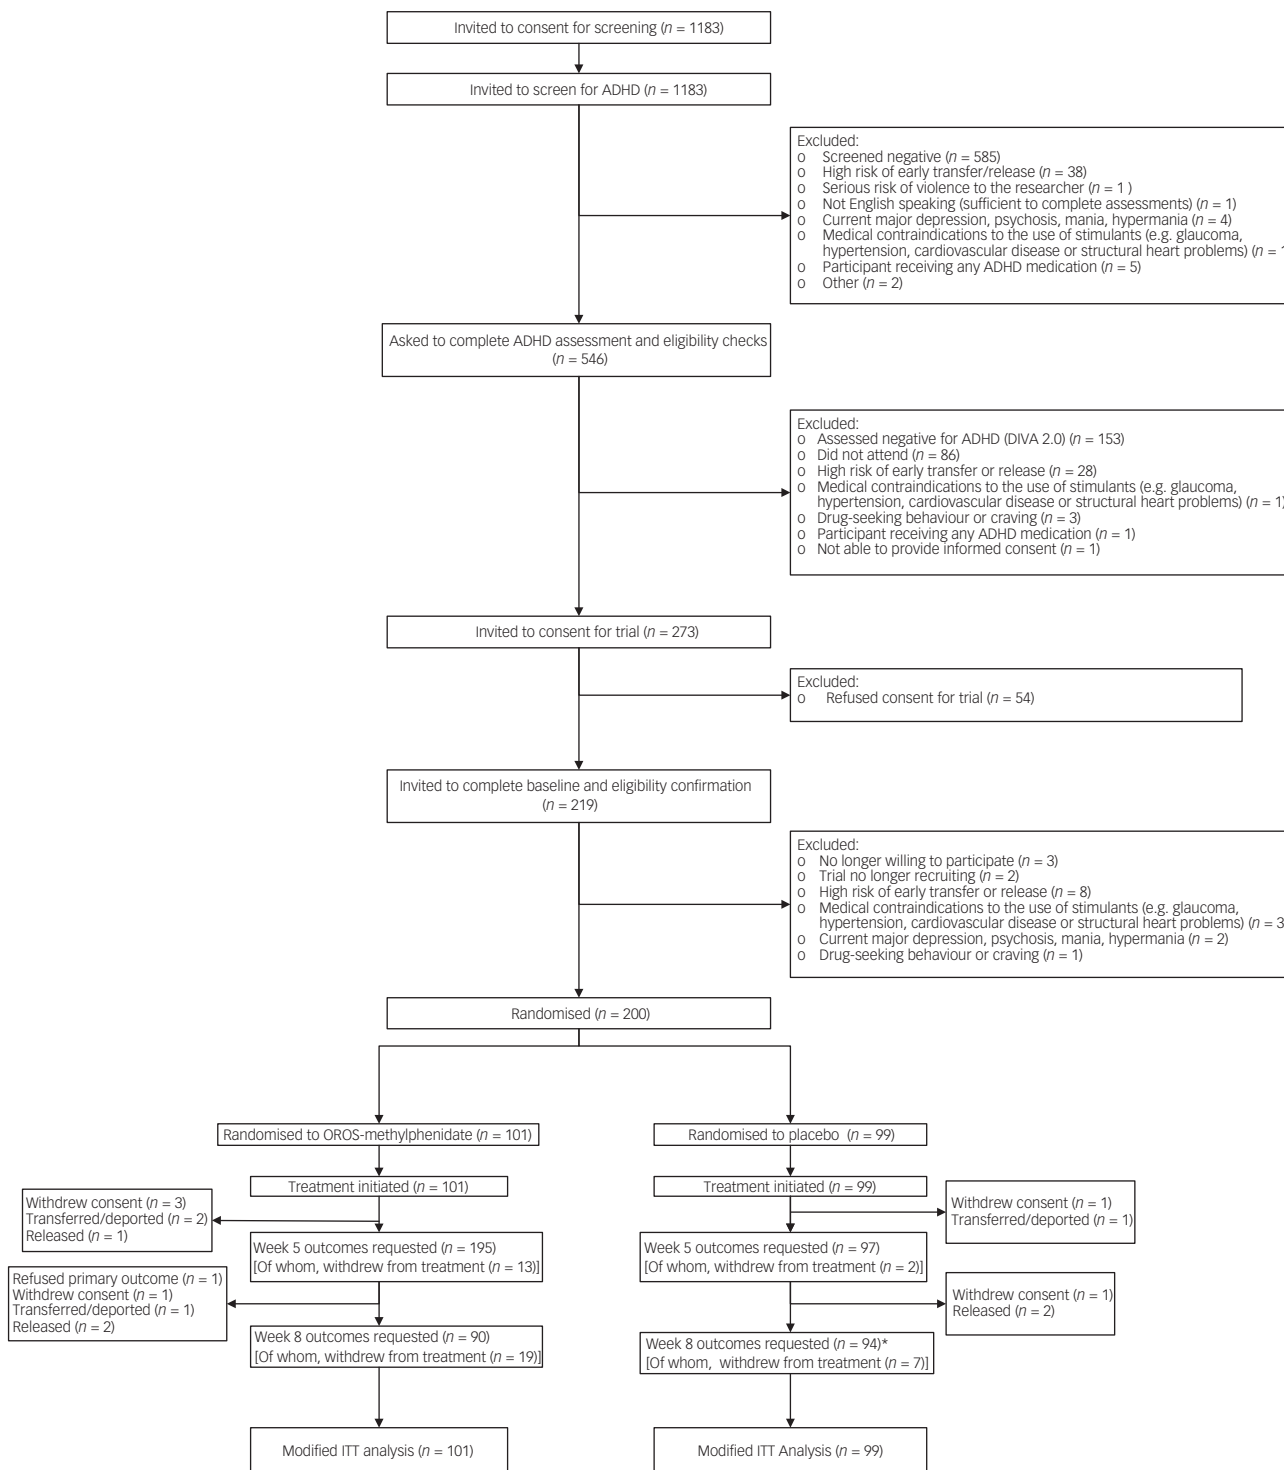 Invited to consent for screening (n = 1183)
Invited to screen for ADHD (n = 1183)
Excluded:
o Screened negative (n = 585)
o High risk of early transfer/release (n = 38)
o Serious risk of violence to the researcher (n = 1 )
o Not English speaking (sufficient to complete assessments) (n = 1)
o Current major depression, psychosis, mania, hypermania (n = 4)
o Medical contraindications to the use of stimulants (e.g. glaucoma,
hypertension, cardiovascular disease or structural heart problems) (n = 1
o Participant receiving any ADHD medication (n = 5)
o Other (n = 2)
Asked to complete ADHD assessment and eligibility checks
(n = 546)
Excluded:
o Assessed negative for ADHD (DIVA 2.0) (n = 153)
o Did not attend (n = 86)
o High risk of early transfer or release (n = 28)
o Medical contraindications to the use of stimulants (e.g. glaucoma,
hypertension, cardiovascular disease or structural heart problems) (n = 1)
o Drug-seeking behaviour or craving (n = 3)
o Participant receiving any ADHD medication (n = 1)
o Not able to provide informed consent (n = 1)
Invited to consent for trial (n = 273)
Excluded:
o Refused consent for trial (n = 54)
Invited to complete baseline and eligibility confirmation
(n = 219)
Excluded:
o No longer willing to participate (n = 3)
o Trial no longer recruiting (n = 2)
o High risk of early transfer or release (n = 8)
o Medical contraindications to the use of stimulants (e.g. glaucoma,
hypertension, cardiovascular disease or structural heart problems) (n = 3
o Current major depression, psychosis, mania, hypermania (n = 2)
o Drug-seeking behaviour or craving (n = 1)
Randomised (n = 200)
Randomised to OROS-methylphenidate (n = 101)
Randomised to placebo (n = 99)
Treatment initiated (n = 101)
Treatment initiated (n = 99)
Withdrew consent (n = 3)
Transferred/deported (n = 2)
Released (n = 1)
Withdrew consent (n = 1)
Transferred/deported (n = 1)
Week 5 outcomes requested (n = 195)
[Of whom, withdrew from treatment (n = 13)]
Week 5 outcomes requested (n = 97)
[Of whom, withdrew from treatment (n = 2)]
Refused primary outcome (n = 1)
Withdrew consent (n = 1)
Transferred/deported (n = 1)
Released (n = 2)
Withdrew consent (n = 1)
Released (n = 2)
Week 8 outcomes requested (n = 90)
[Of whom, withdrew from treatment (n = 19)]
Week 8 outcomes requested (n = 94)*
[Of whom, withdrew from treatment (n = 7)]
Modified ITT analysis (n = 101)
Modified ITT Analysis (n = 99)